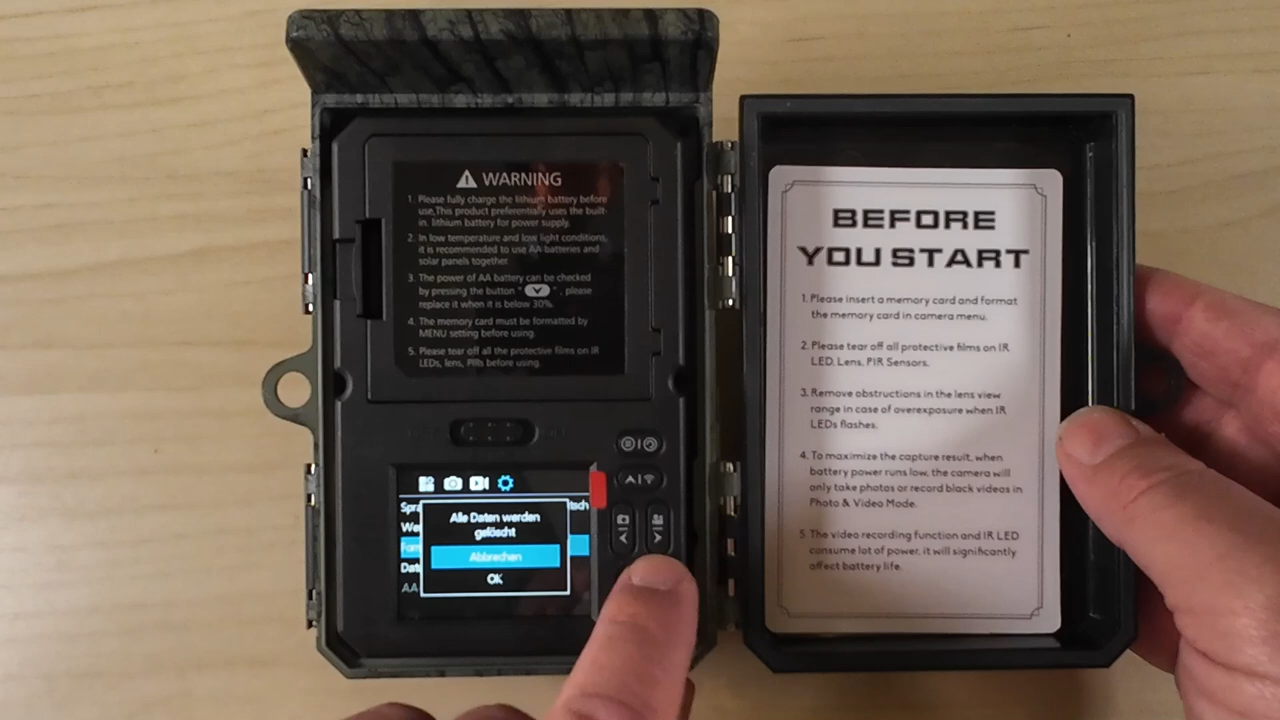 WARNING
1. Please fully charge the lithium battery before
use,This product preferentially uses the built-
in. lithium battery for power supply.
2. In low temperature and low light conditions,
it is recommended to use AA batteries and
solar panels together.
3. The power of AA battery can be checked
by pressing the button " ", please
replace it when it is below 30%.
4. The memory card must be formatted by
MENU setting before using.
5. Please tear off all the protective films on IR
LEDs, lens, PIRs before using.
Alle Daten werden
gelöscht
Abbrechen
OK
AA
BEFORE
YOU START
1. Please insert a memory card and format
the memory card in camera menu.
2. Please tear off all protective films on IR
LED, Lens, PIR Sensors.
3. Remove obstructions in the lens view
range in case of overexposure when IR
LEDs flashes.
4. To maximize the capture result, when
battery power runs low, the camera will
only take photos or record black videos in
Photo & Video Mode.
5. The video recording function and IR LED
consume lot of power, it will significantly
affect battery life.